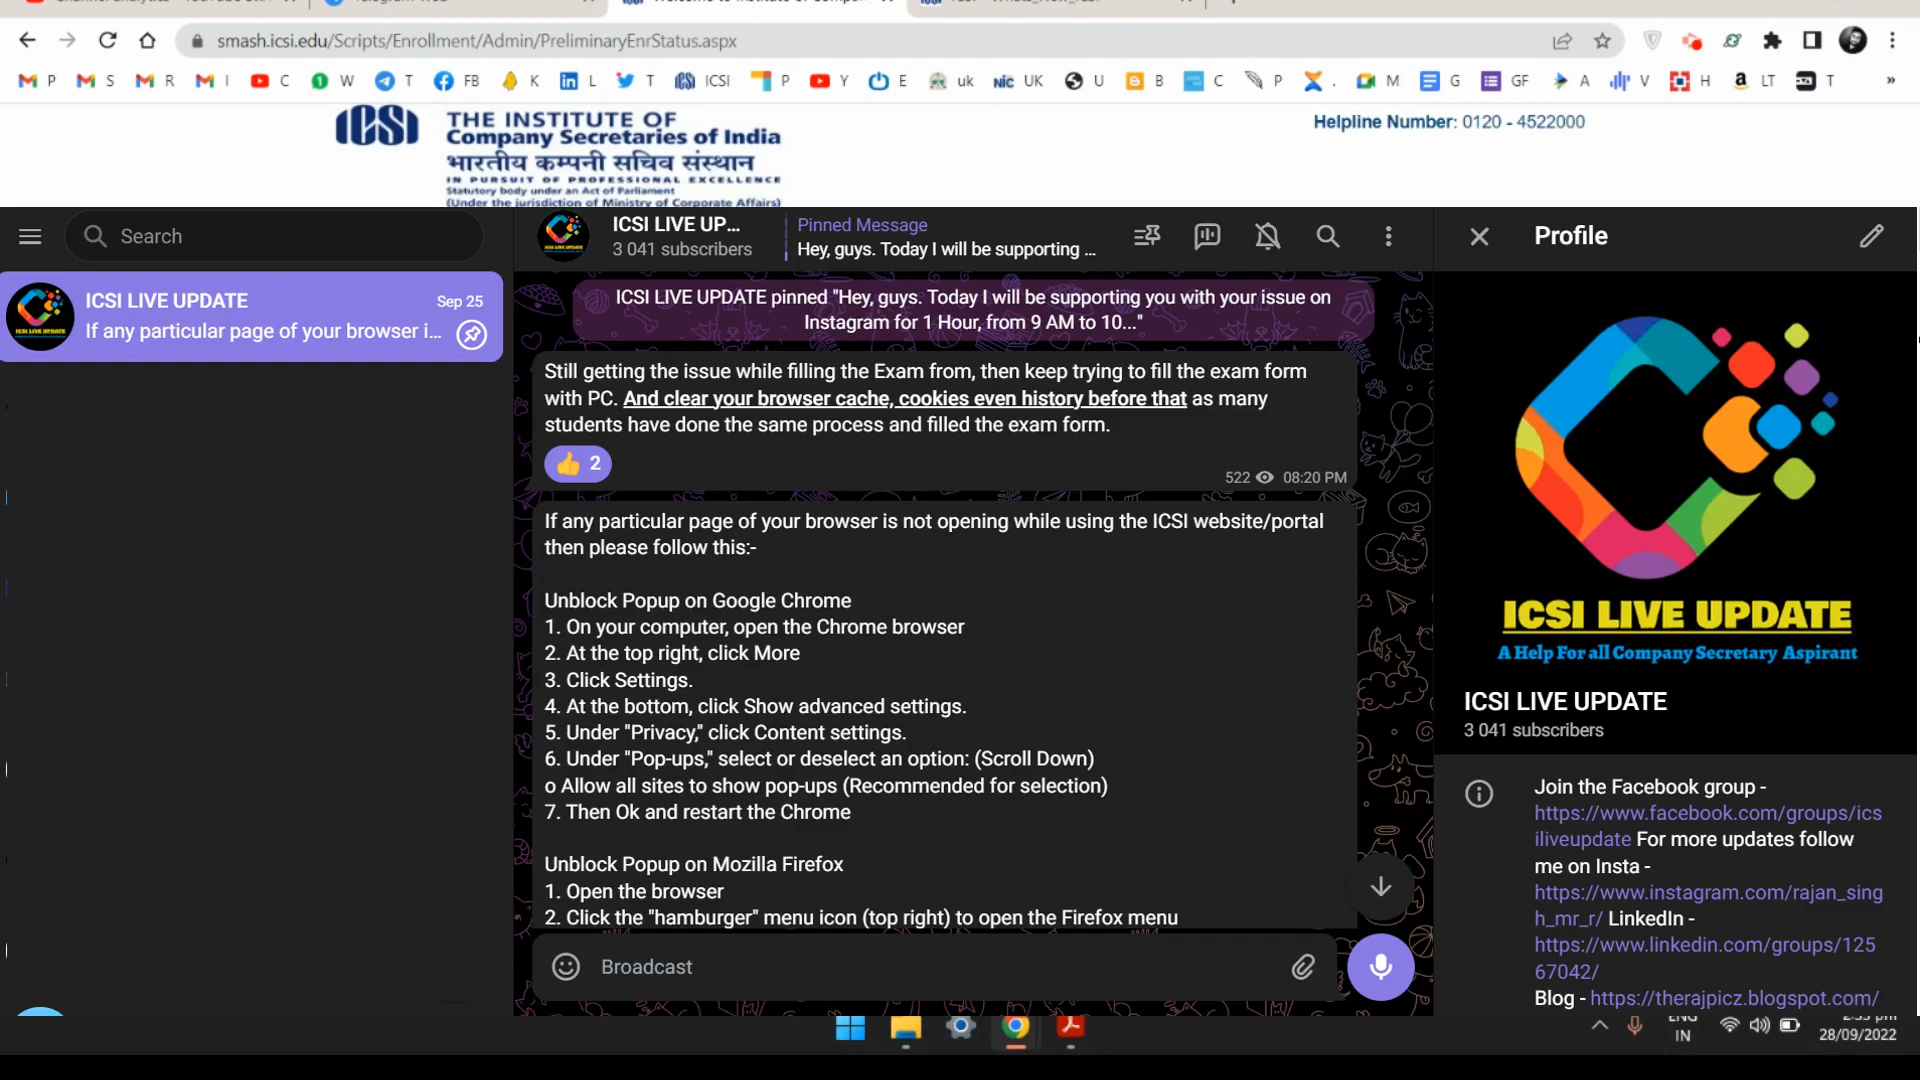 smash.icsi.edu/Scripts/Enrollment/Admin/PreliminaryEnrStatus.aspx
P S R I C W T FB K L T ICSI P Y E uk NIC UK U B C P . M G GF A V H LT T »
ICSI
THE INSTITUTE OF
Company Secretaries of India
भारतीय कम्पनी सचिव संस्थान
IN PURSUIT OF PROFESSIONAL EXCELLENCE
Statutory body under an Act of Parliament
(Under the jurisdiction of Ministry of Corporate Affairs)
Helpline Number: 0120 - 4522000
Search
ICSI LIVE UPDATE Sep 25
If any particular page of your browser i...
ICSI LIVE UP...
3 041 subscribers
Pinned Message
Hey, guys. Today I will be supporting ...
ICSI LIVE UPDATE pinned "Hey, guys. Today I will be supporting you with your issue on
Instagram for 1 Hour, from 9 AM to 10..."
Still getting the issue while filling the Exam from, then keep trying to fill the exam form
with PC. And clear your browser cache, cookies even history before that as many
students have done the same process and filled the exam form.
2
522 08:20 PM
If any particular page of your browser is not opening while using the ICSI website/portal
then please follow this:-
Unblock Popup on Google Chrome
1. On your computer, open the Chrome browser
2. At the top right, click More
3. Click Settings.
4. At the bottom, click Show advanced settings.
5. Under "Privacy," click Content settings.
6. Under "Pop-ups," select or deselect an option: (Scroll Down)
o Allow all sites to show pop-ups (Recommended for selection)
7. Then Ok and restart the Chrome
Unblock Popup on Mozilla Firefox
1. Open the browser
2. Click the "hamburger" menu icon (top right) to open the Firefox menu
Broadcast
Profile
ICSI LIVE UPDATE
A Help For all Company Secretary Aspirant
ICSI LIVE UPDATE
3 041 subscribers
Join the Facebook group -
https://www.facebook.com/groups/ics
iliveupdate For more updates follow
me on Insta -
https://www.instagram.com/rajan_sing
h_mr_r/ LinkedIn -
https://www.linkedin.com/groups/125
67042/
Blog - https://therajpicz.blogspot.com/
ENG
IN
28/09/2022